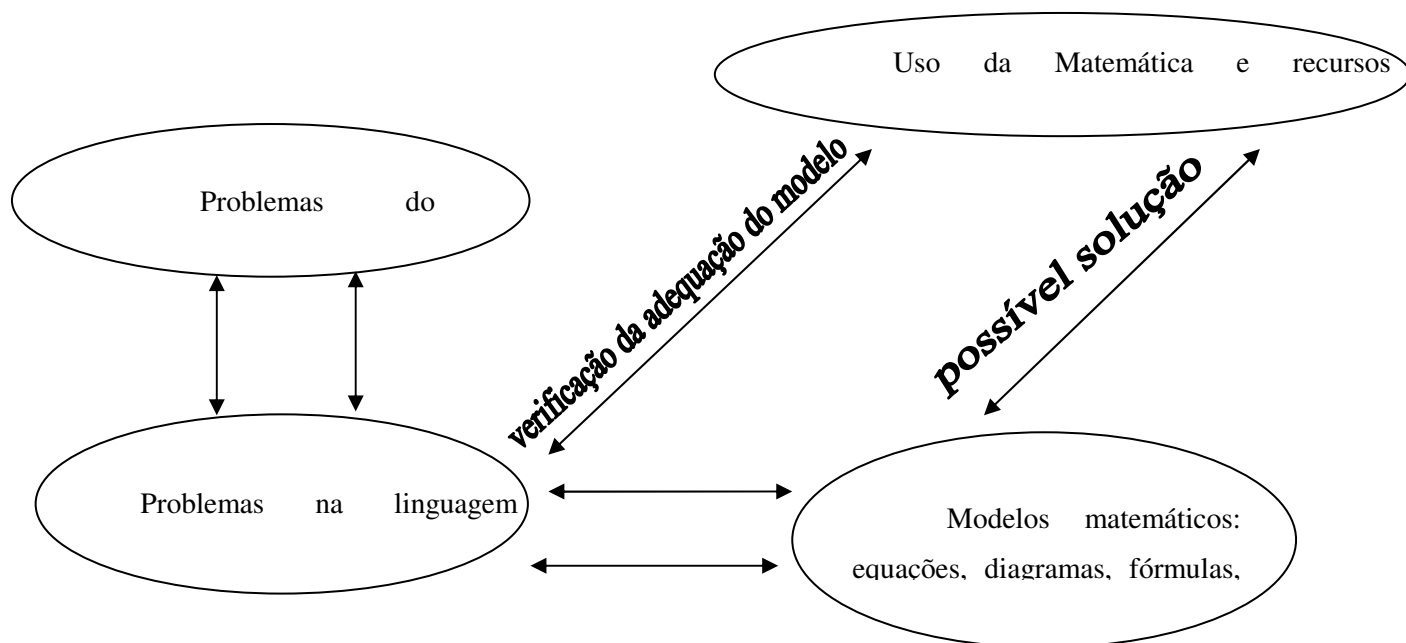 Uso da Matemática e recursos
Problemas do
verificação da adequação do modelo
possível solução
Problemas na linguagem
Modelos matemáticos:
equações, diagramas, fórmulas,